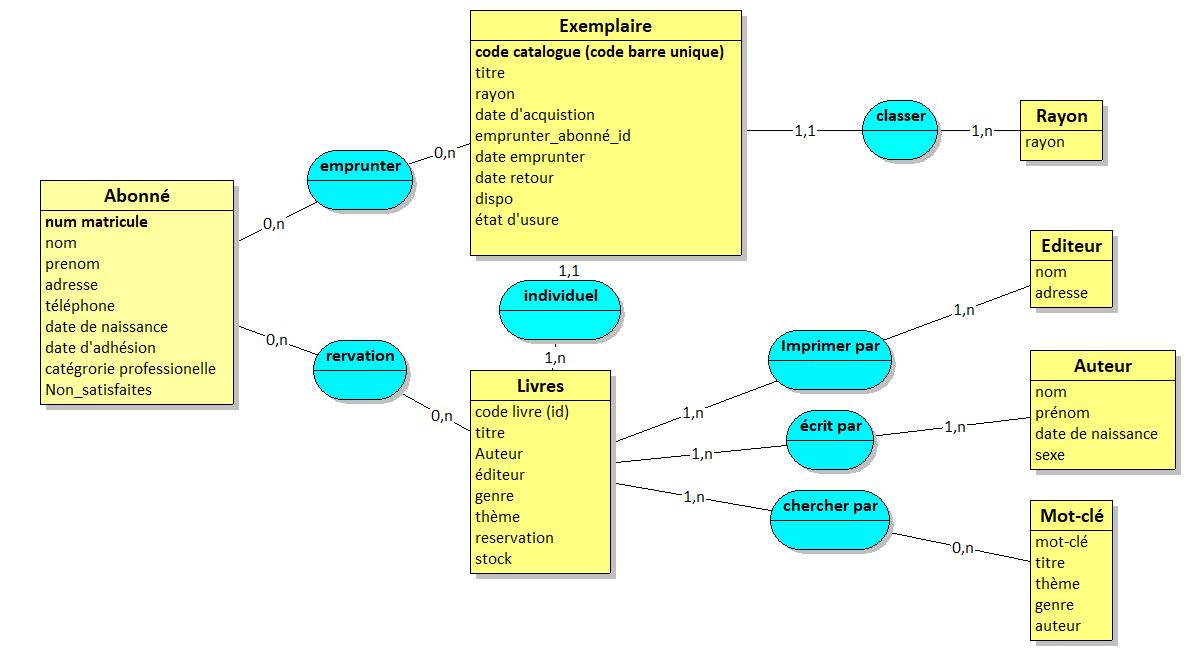 Exemplaire
code catalogue (code barre unique)
titre
rayon
date d'acquistion
emprunter_abonné_id
date emprunter
date retour
dispo
état d'usure
classer
1,1
1,n
Rayon
rayon
emprunter
0,n
0,n
Abonné
num matricule
nom
prenom
adresse
téléphone
date de naissance
date d'adhésion
catégrorie professionelle
Non_satisfaites
1,1
individuel
1,n
rervation
0,n
0,n
Livres
code livre (id)
titre
Auteur
éditeur
genre
thème
reservation
stock
Imprimer par
1,n
1,n
Editeur
nom
adresse
écrit par
1,n
1,n
Auteur
nom
prénom
date de naissance
sexe
chercher par
1,n
0,n
Mot-clé
mot-clé
titre
thème
genre
auteur